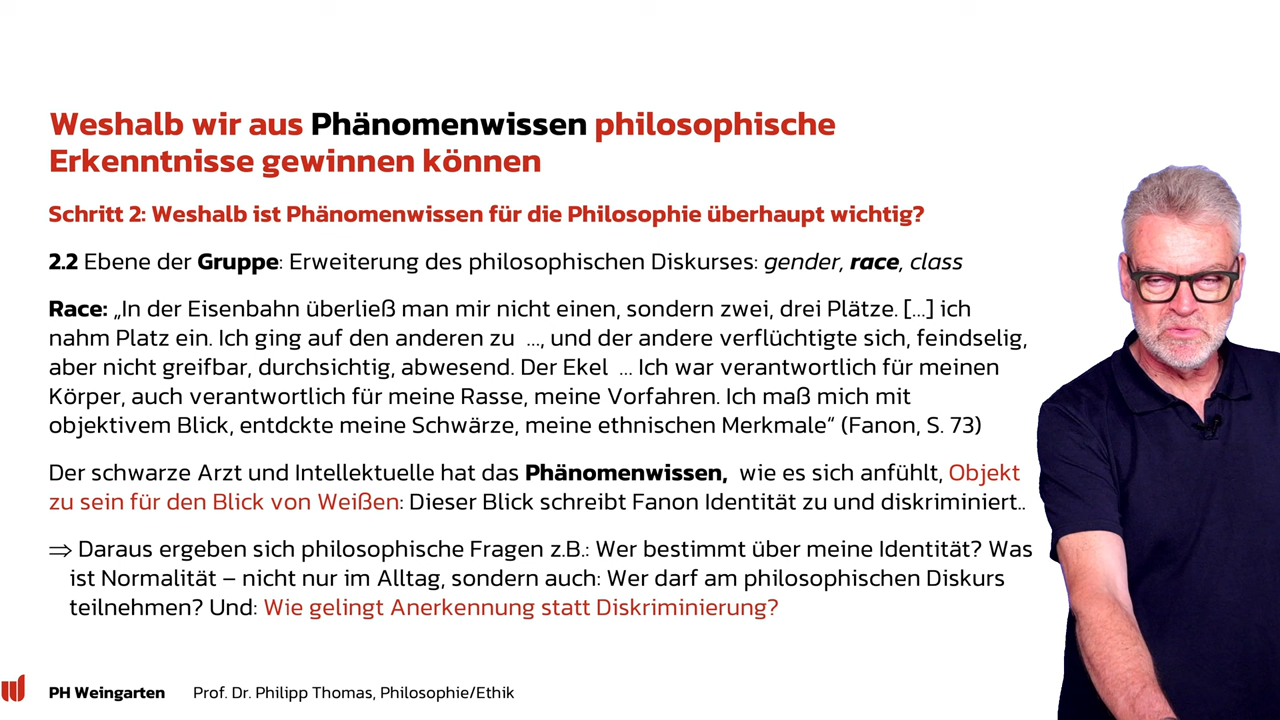 Weshalb wir aus Phänomenwissen philosophische
Erkenntnisse gewinnen können
Schritt 2: Weshalb ist Phänomenwissen für die Philosophie überhaupt wichtig?
2.2 Ebene der Gruppe: Erweiterung des philosophischen Diskurses: gender, race, class
Race: „In der Eisenbahn überließ man mir nicht einen, sondern zwei, drei Plätze. [...] ich
nahm Platz ein. Ich ging auf den anderen zu ..., und der andere verflüchtigte sich, feindselig,
aber nicht greifbar, durchsichtig, abwesend. Der Ekel ... Ich war verantwortlich für meinen
Körper, auch verantwortlich für meine Rasse, meine Vorfahren. Ich maß mich mit
objektivem Blick, entdckte meine Schwärze, meine ethnischen Merkmale“ (Fanon, S. 73)
Der schwarze Arzt und Intellektuelle hat das Phänomenwissen, wie es sich anfühlt, Objekt
zu sein für den Blick von Weißen: Dieser Blick schreibt Fanon Identität zu und diskriminiert..
⇒ Daraus ergeben sich philosophische Fragen z.B.: Wer bestimmt über meine Identität? Was
ist Normalität – nicht nur im Alltag, sondern auch: Wer darf am philosophischen Diskurs
teilnehmen? Und: Wie gelingt Anerkennung statt Diskriminierung?
PH Weingarten Prof. Dr. Philipp Thomas, Philosophie/Ethik